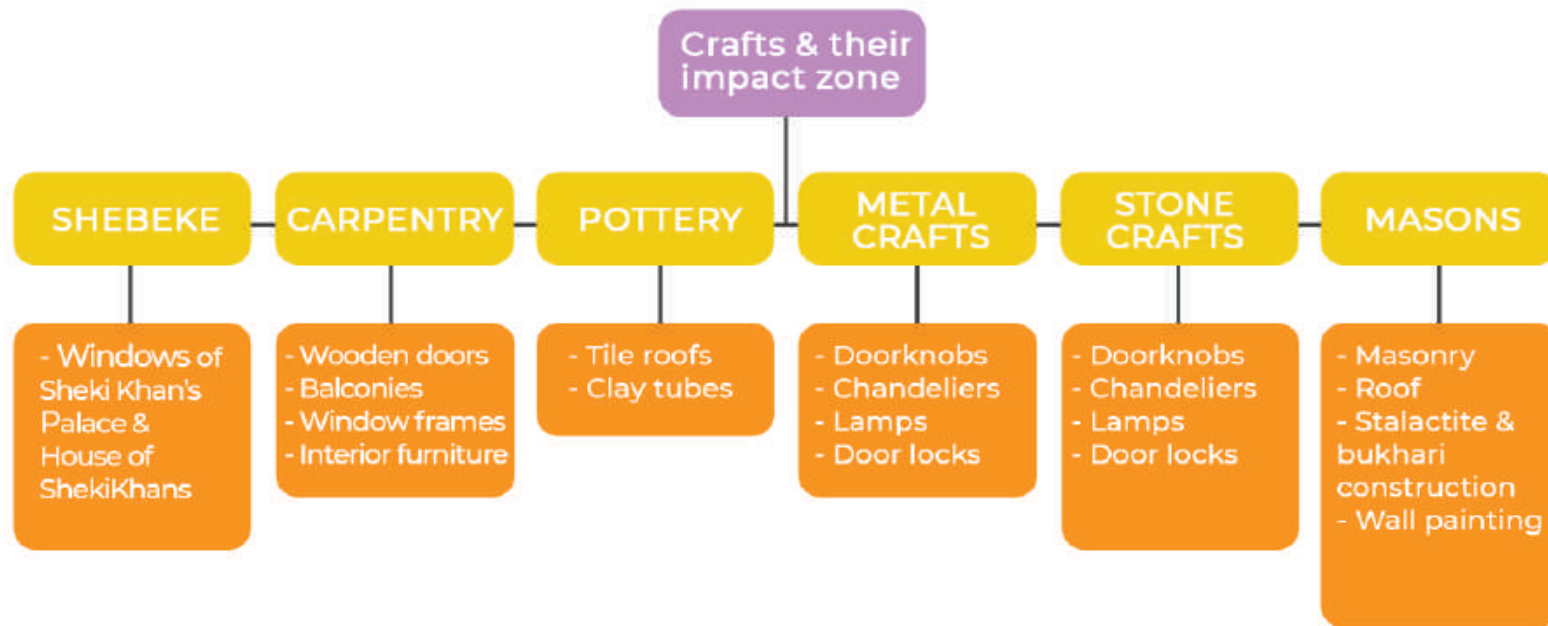 Crafts & their
impact zone
SHEBEKE
CARPENTRY
POTTERY
METAL
CRAFTS
STONE
CRAFTS
MASONS
- Windows of
Sheki Khan's
Palace &
House of
ShekiKhans
- Wooden doors
- Balconies
- Window frames
- Interior furniture
- Tile roofs
- Clay tubes
- Doorknobs
- Chandeliers
- Lamps
- Door locks
- Doorknobs
- Chandeliers
- Lamps
- Door locks
- Masonry
- Roof
- Stalactite &
bukhari
construction
- Wall painting